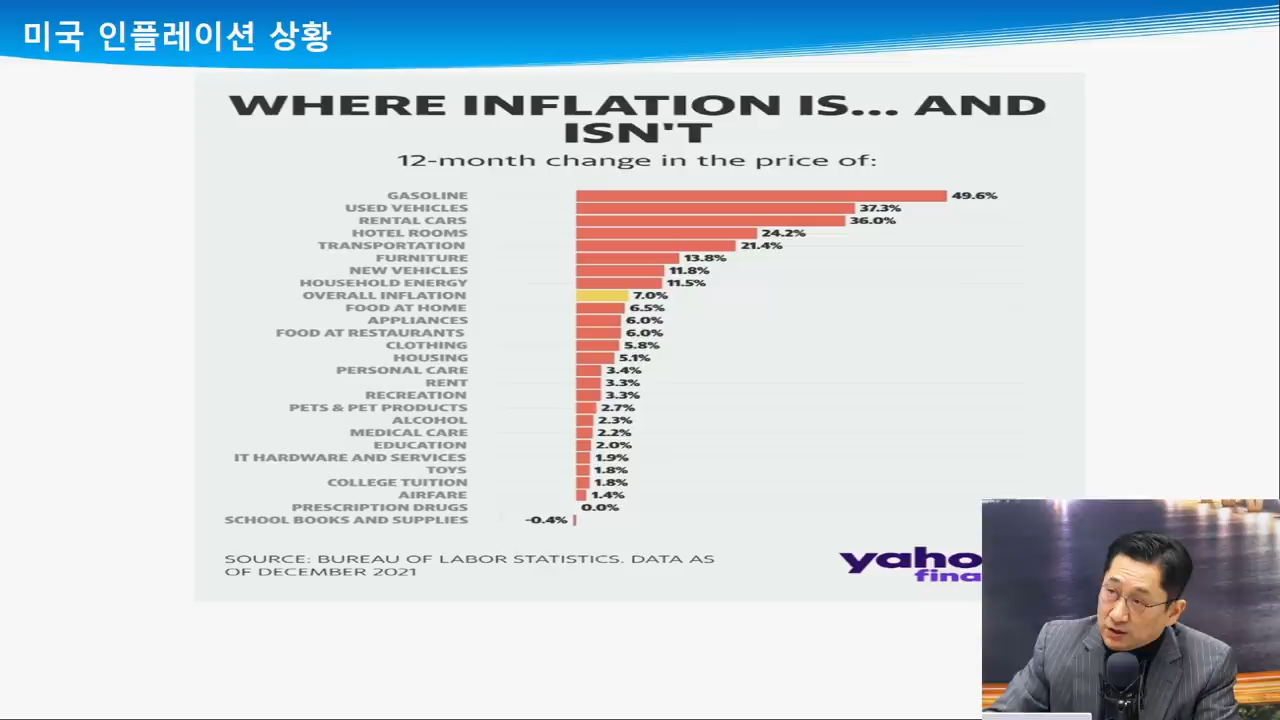 미국 인플레이션 상황
WHERE INFLATION IS... AND
ISN'T
12-month change in the price of:
GASOLINE 49.6%
USED VEHICLES 37.3%
RENTAL CARS 36.0%
HOTEL ROOMS 24.2%
TRANSPORTATION 21.4%
FURNITURE 13.8%
NEW VEHICLES 11.8%
HOUSEHOLD ENERGY 11.5%
OVERALL INFLATION 7.0%
FOOD AT HOME 6.5%
APPLIANCES 6.0%
FOOD AT RESTAURANTS 6.0%
CLOTHING 5.8%
HOUSING 5.1%
PERSONAL CARE 3.4%
RENT 3.3%
RECREATION 3.3%
PETS & PET PRODUCTS 2.7%
ALCOHOL 2.3%
MEDICAL CARE 2.2%
EDUCATION 2.0%
IT HARDWARE AND SERVICES 1.9%
TOYS 1.8%
COLLEGE TUITION 1.8%
AIRFARE 1.4%
PRESCRIPTION DRUGS 0.0%
SCHOOL BOOKS AND SUPPLIES -0.4%
SOURCE: BUREAU OF LABOR STATISTICS. DATA AS
OF DECEMBER 2021
yaho
fina